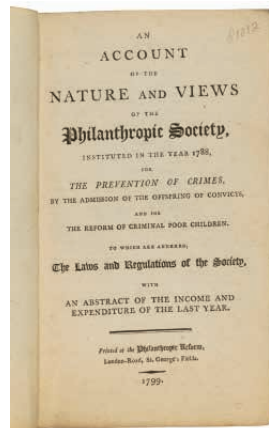 AN
ACCOUNT
OF THE
NATURE AND VIEWS
OF THE
Philanthropic Society,
INSTITUTED IN THE YEAR 1788,
FOR
THE PREVENTION OF CRIMES,
BY THE ADMISSION OF THE OFFSPRING OF CONVICTS,
AND FOR
THE REFORM OF CRIMINAL POOR CHILDREN.
TO WHICH ARE ANNEXED;
The Laws and Regulations of the Society,
WITH
AN ABSTRACT OF THE INCOME AND
EXPENDITURE OF THE LAST YEAR.
Printed at the Philanthropic Reform,
London-Road, St. George's Fields.
1799.